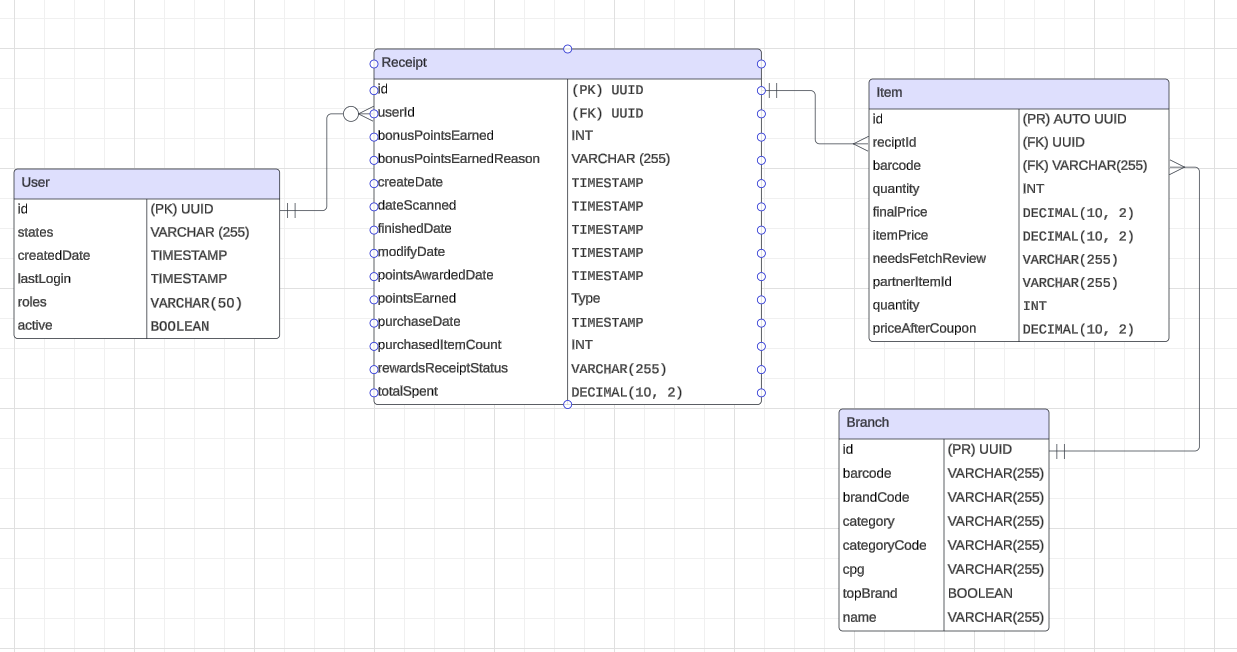 Receipt
id (PK) UUID
userId (FK) UUID
bonusPointsEarned INT
bonusPointsEarnedReason VARCHAR (255)
createDate TIMESTAMP
dateScanned TIMESTAMP
finishedDate TIMESTAMP
modifyDate TIMESTAMP
pointsAwardedDate TIMESTAMP
pointsEarned Type
purchaseDate TIMESTAMP
purchasedItemCount INT
rewardsReceiptStatus VARCHAR(255)
totalSpent DECIMAL(10, 2)
Item
id (PR) AUTO UUID
reciptId (FK) UUID
barcode (FK) VARCHAR(255)
quantity INT
finalPrice DECIMAL(10, 2)
itemPrice DECIMAL(10, 2)
needsFetchReview VARCHAR(255)
partnerItemId VARCHAR(255)
quantity INT
priceAfterCoupon DECIMAL(10, 2)
User
id (PK) UUID
states VARCHAR (255)
createdDate TIMESTAMP
lastLogin TIMESTAMP
roles VARCHAR(50)
active BOOLEAN
Branch
id (PR) UUID
barcode VARCHAR(255)
brandCode VARCHAR(255)
category VARCHAR(255)
categoryCode VARCHAR(255)
cpg VARCHAR(255)
topBrand BOOLEAN
name VARCHAR(255)